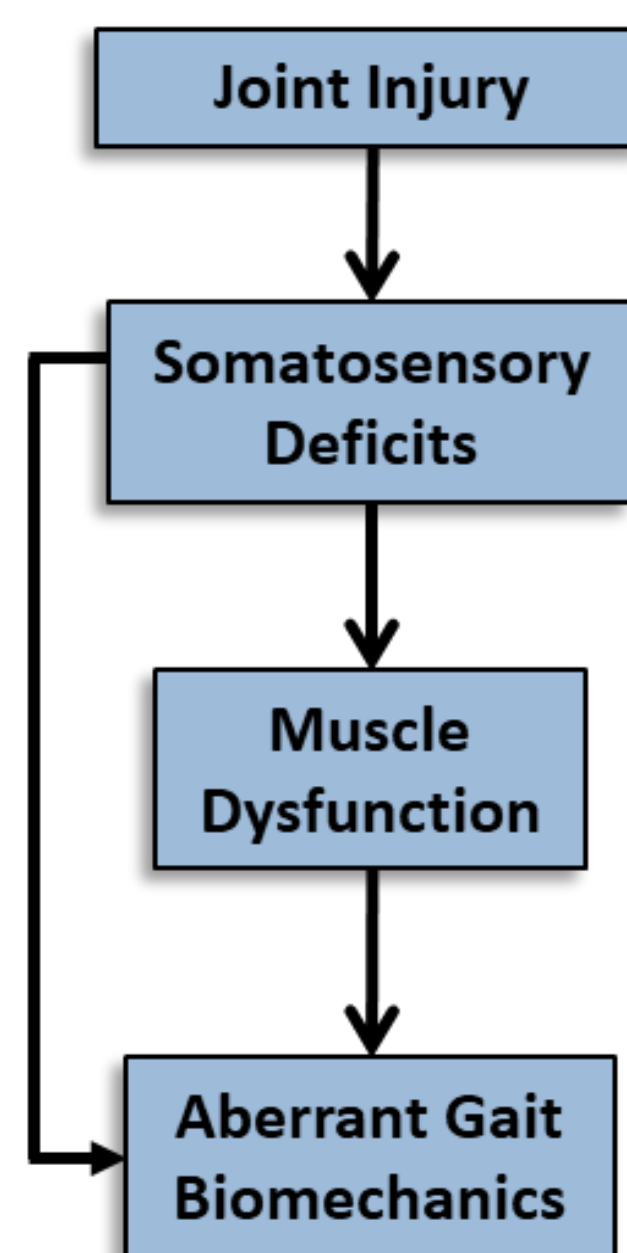 Joint Injury
Somatosensory
Deficits
Muscle
Dysfunction
Aberrant Gait
Biomechanics